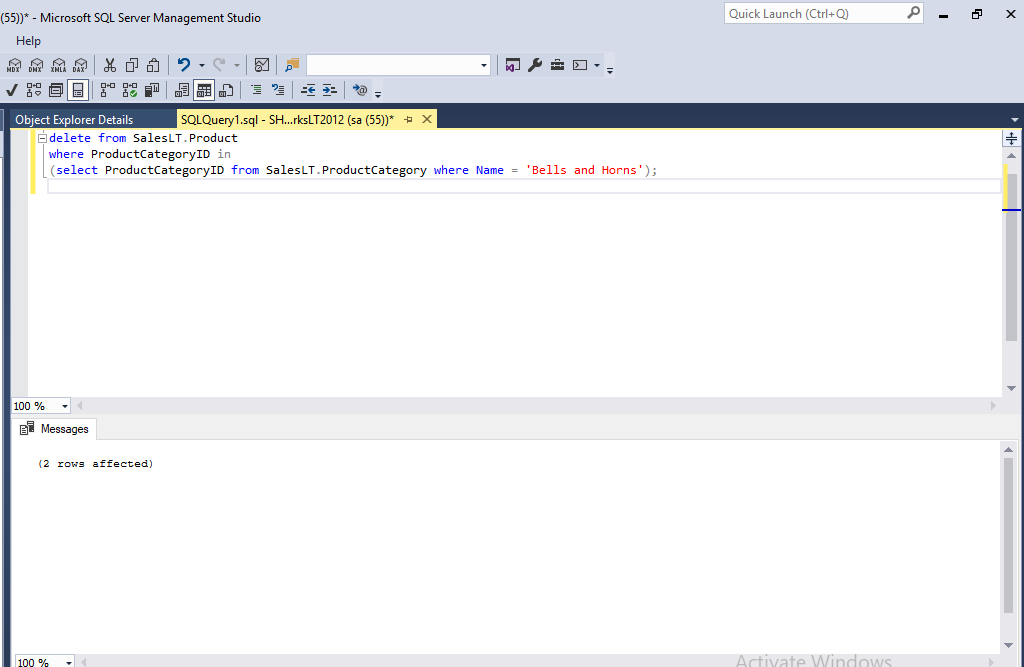 (55))* - Microsoft SQL Server Management Studio
Quick Launch (Ctrl+Q)
Help
MDX DMX XMLA DAX
Object Explorer Details
SQLQuery1.sql - SH...rksLT2012 (sa (55))*
delete from SalesLT.Product
where ProductCategoryID in
(select ProductCategoryID from SalesLT.ProductCategory where Name = 'Bells and Horns');
100 %
Messages
(2 rows affected)
100 %
Activate Windows